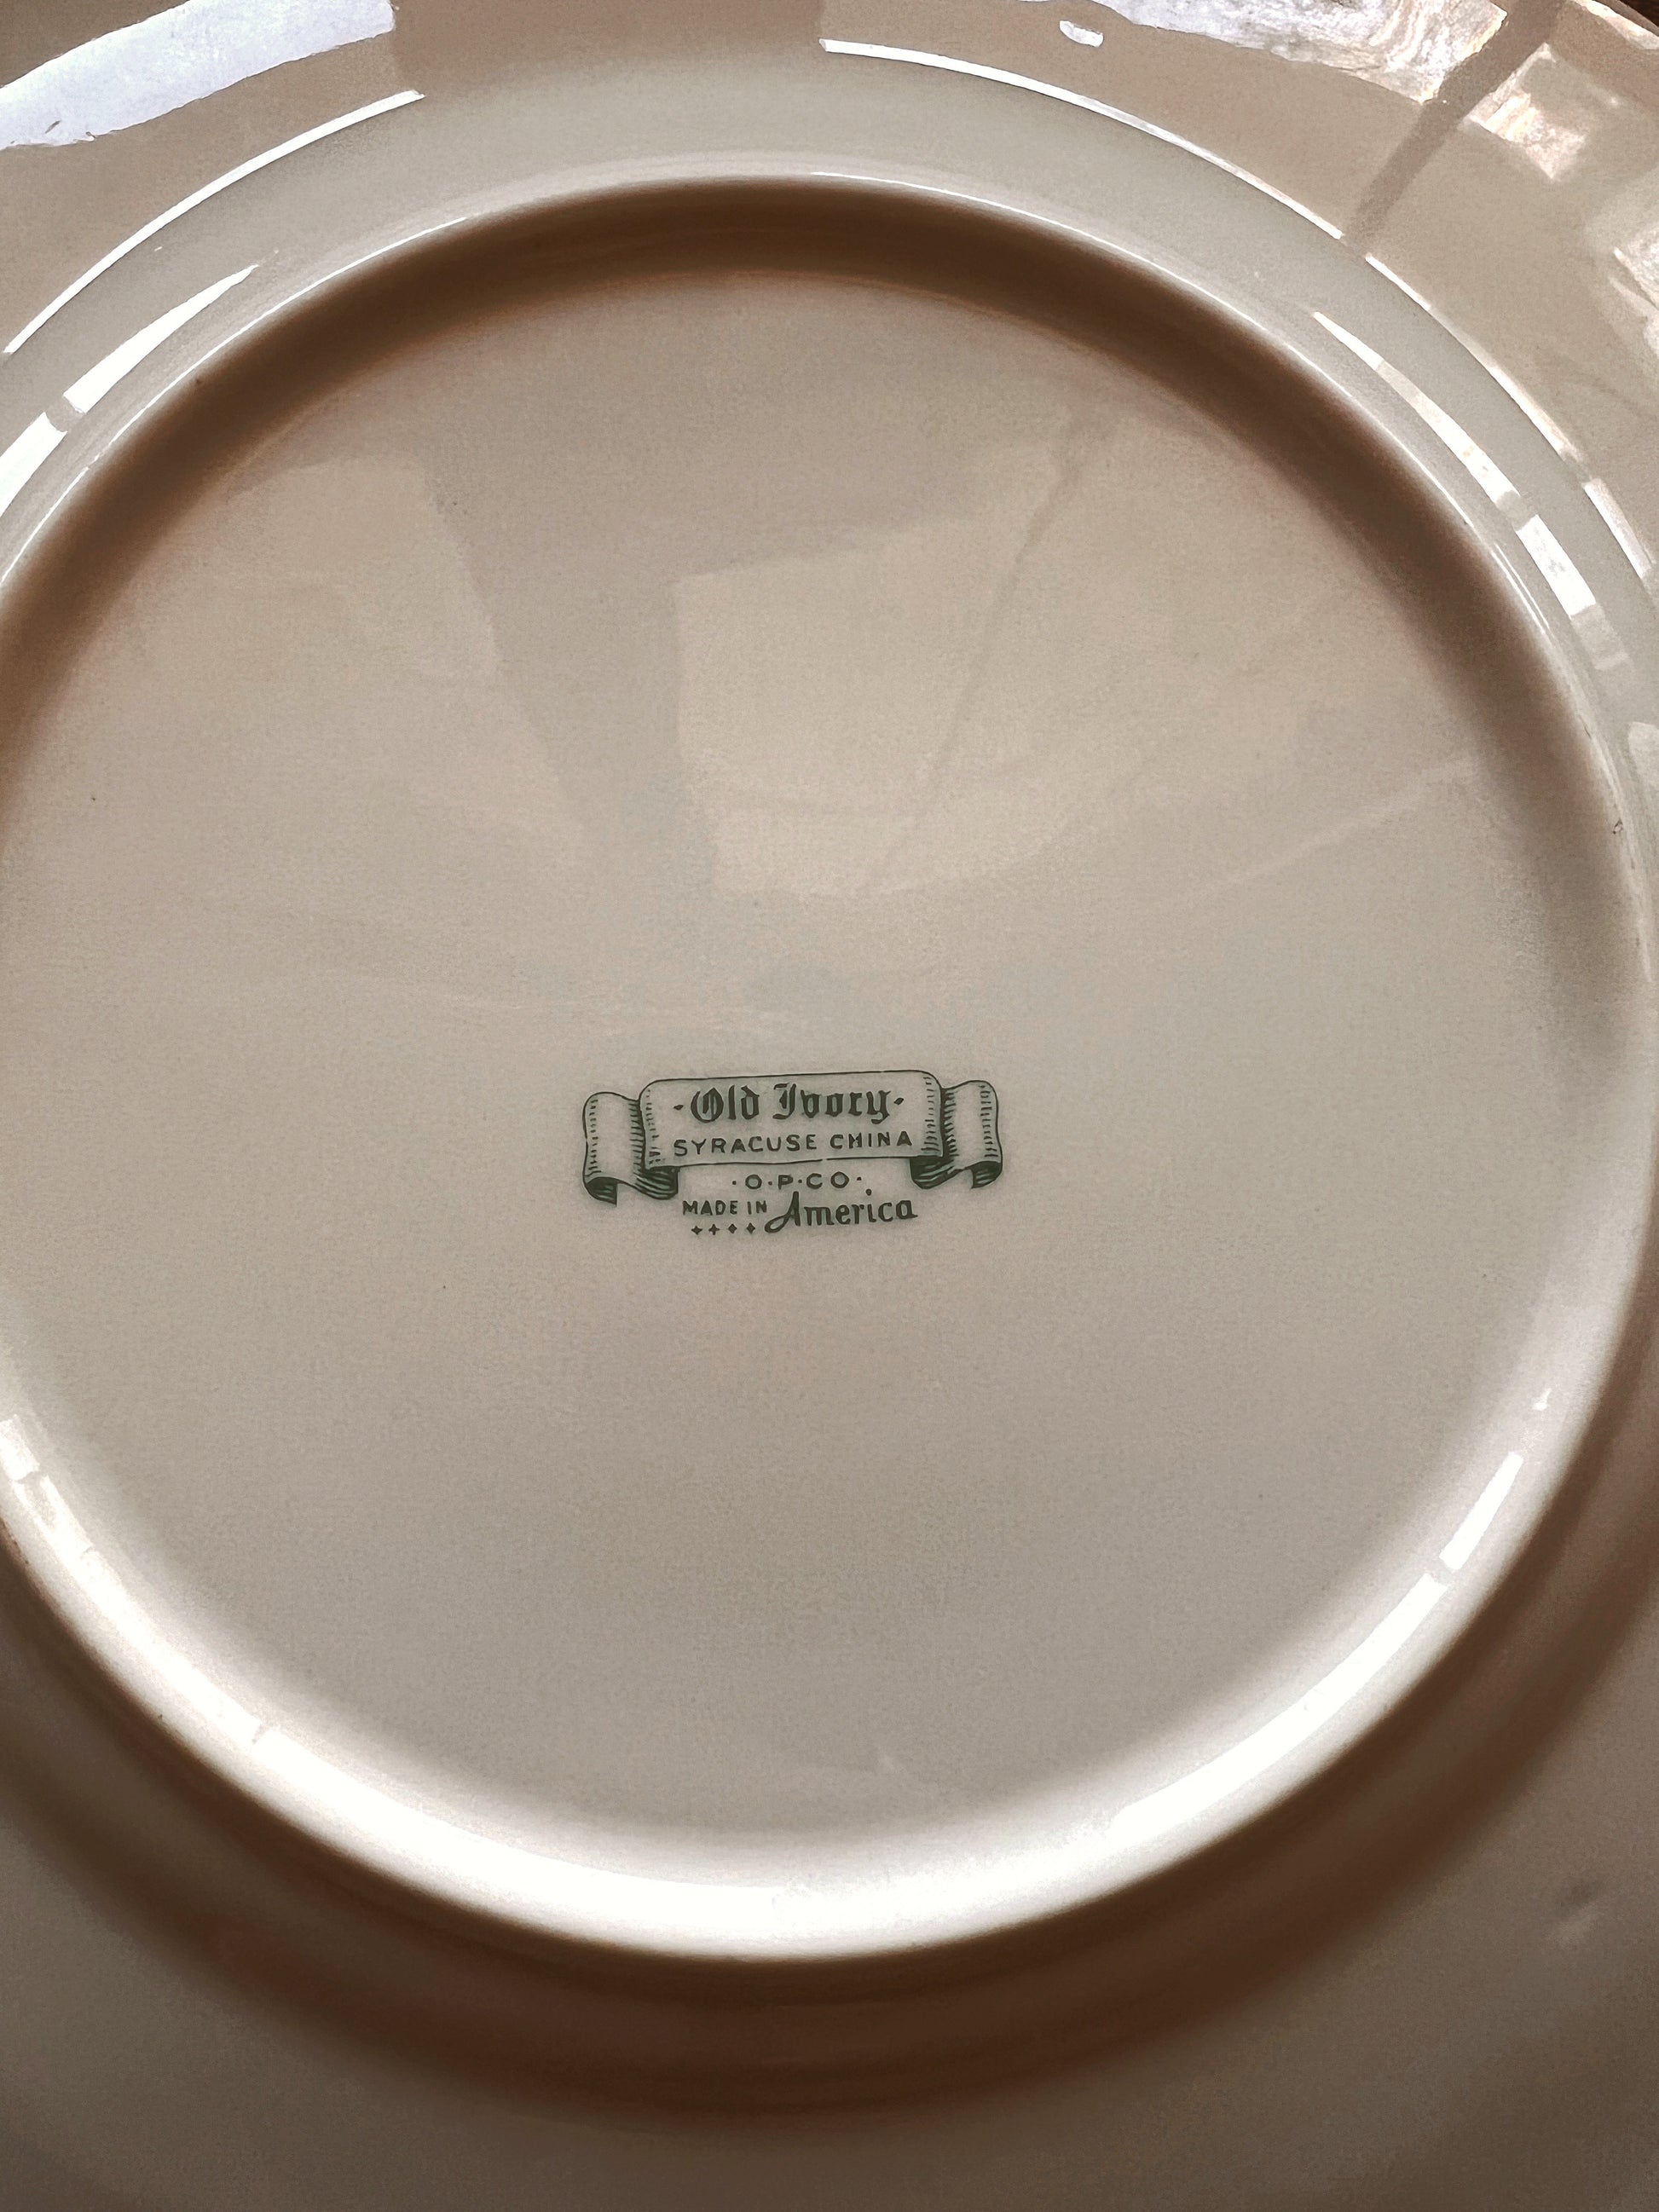 ·Old Ivory·
SYRACUSE CHINA
·O·P·CO·
MADE IN America